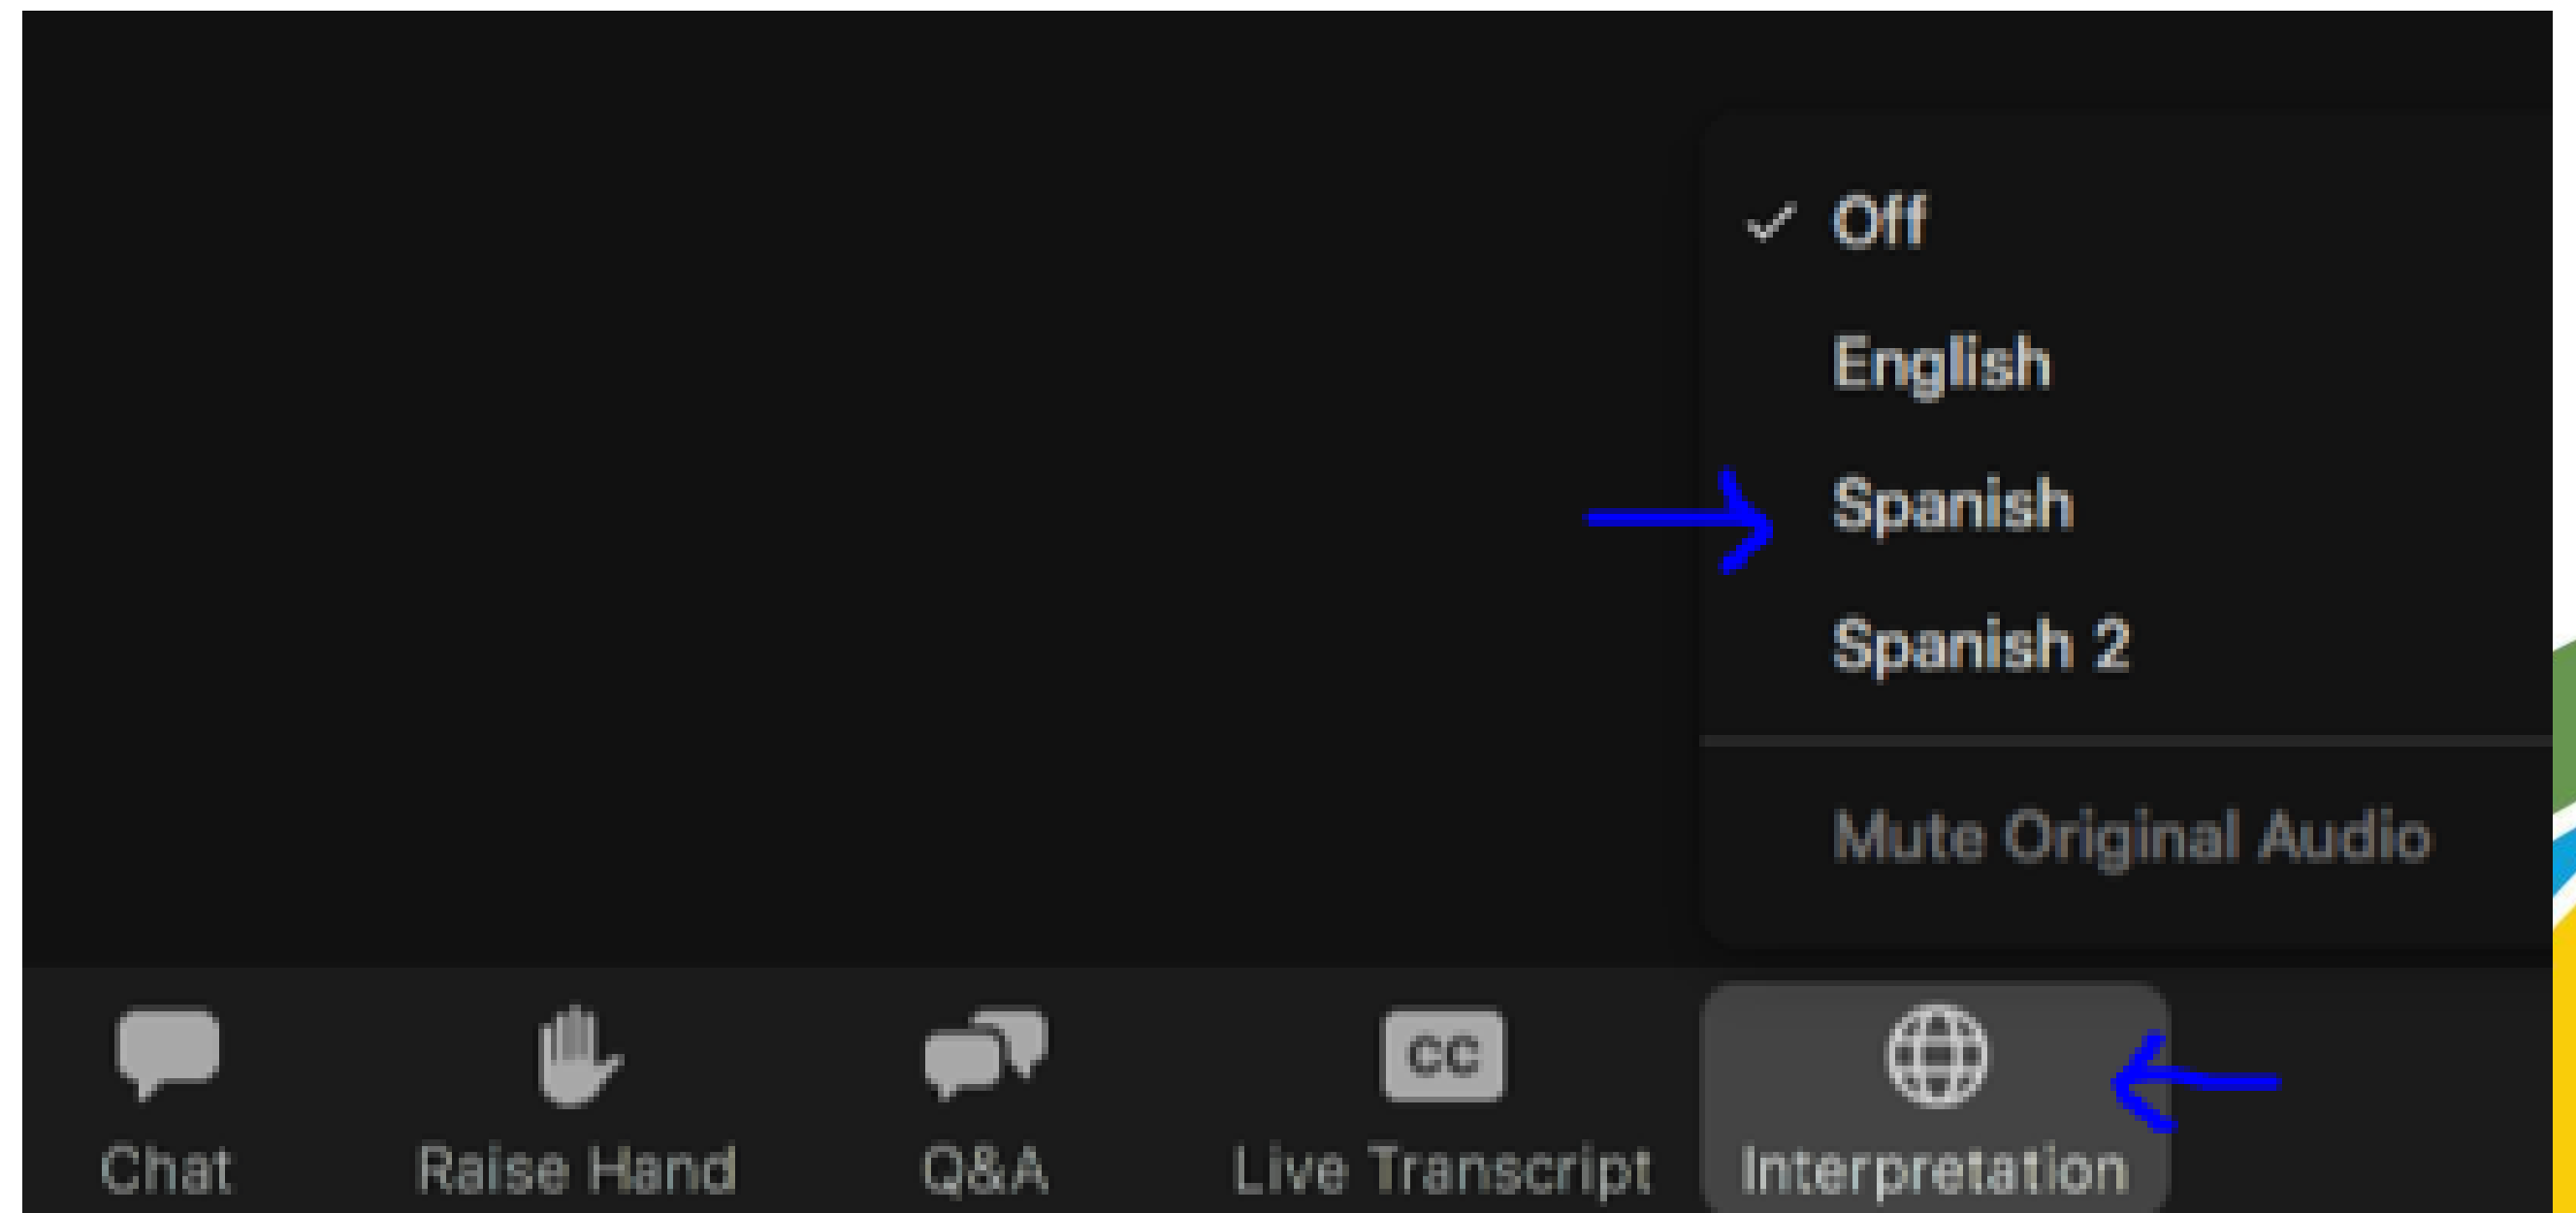 Off
English
Spanish
Spanish 2
Mute Original Audio
CC
Chat
Raise Hand
Q&A
Live Transcript
Interpretation